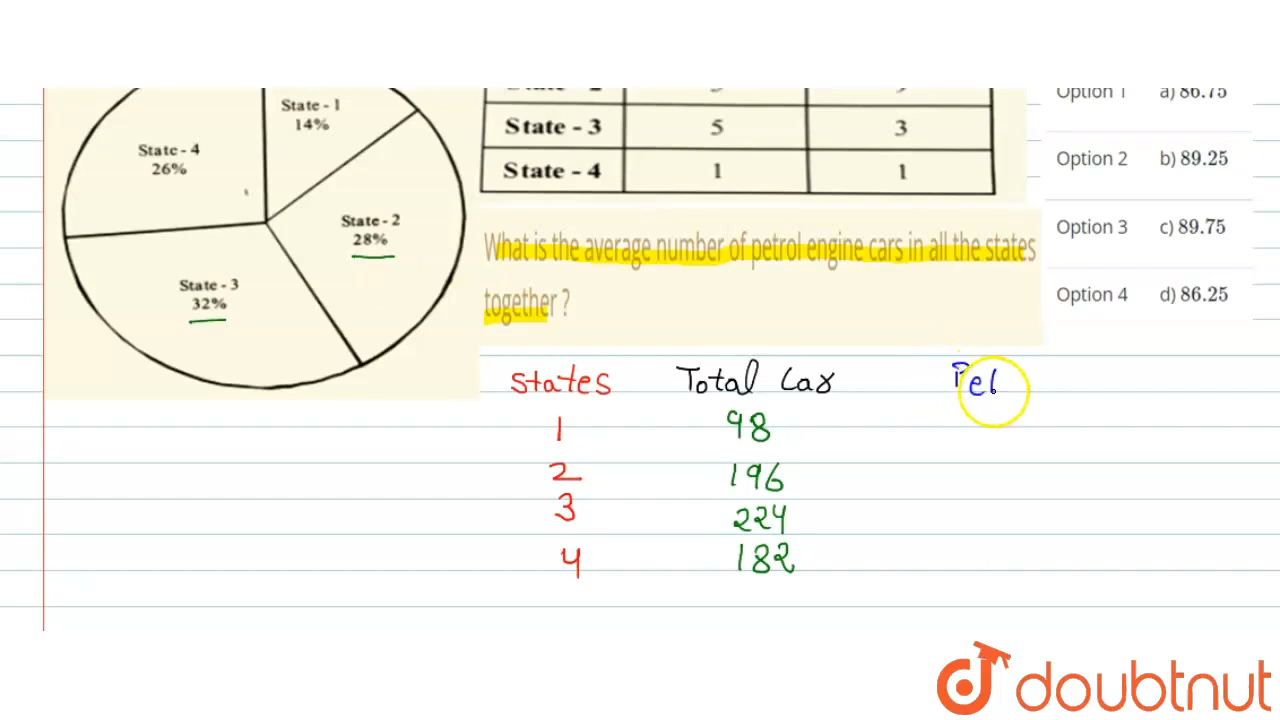 State - 1
14%
State - 4
26%
State - 2
28%
State - 3
32%
State - 3 5 3
State - 4 1 1
What is the average number of petrol engine cars in all the states
together ?
Option 1 a) 86.75
Option 2 b) 89.25
Option 3 c) 89.75
Option 4 d) 86.25
States Total Car Pet
1 98
2 196
3 224
4 182
doubtnut